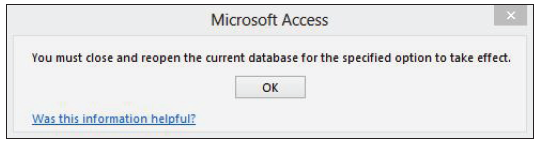 Microsoft Access
You must close and reopen the current database for the specified option to take effect.
OK
Was this information helpful?